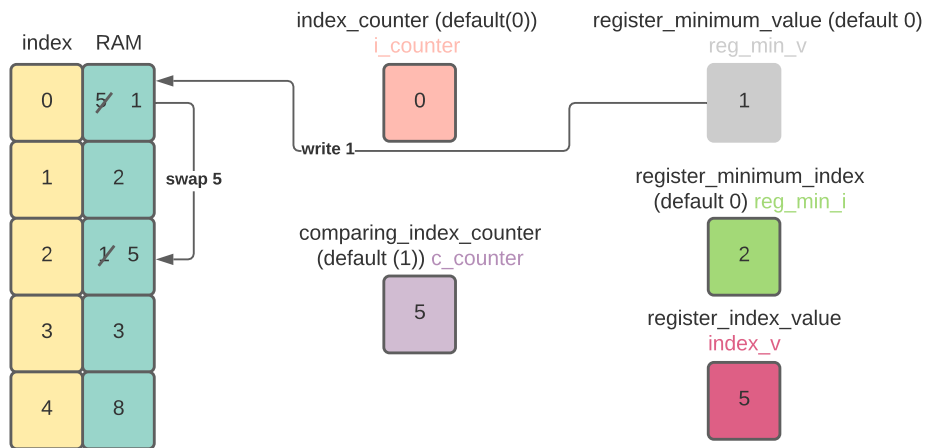 index_counter (default(0))
i_counter
0
register_minimum_value (default 0)
reg_min_v
1
index RAM
0 5 1
1 2
2 1 5
3 3
4 8
write 1
swap 5
comparing_index_counter
(default (1)) c_counter
5
register_minimum_index
(default 0) reg_min_i
2
register_index_value
index_v
5